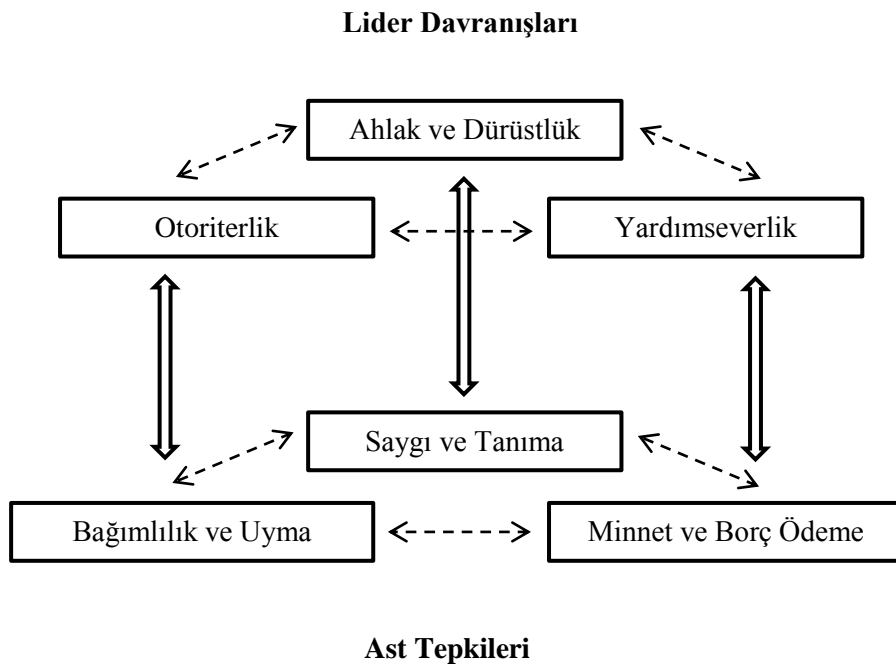 Lider Davranışları
Ahlak ve Dürüstlük
Otoriterlik
Yardımseverlik
Saygı ve Tanıma
Bağımlılık ve Uyma
Minnet ve Borç Ödeme
Ast Tepkileri